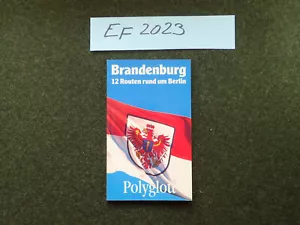 EF 2023
Brandenburg
12 Routen rund um Berlin
Polyglott